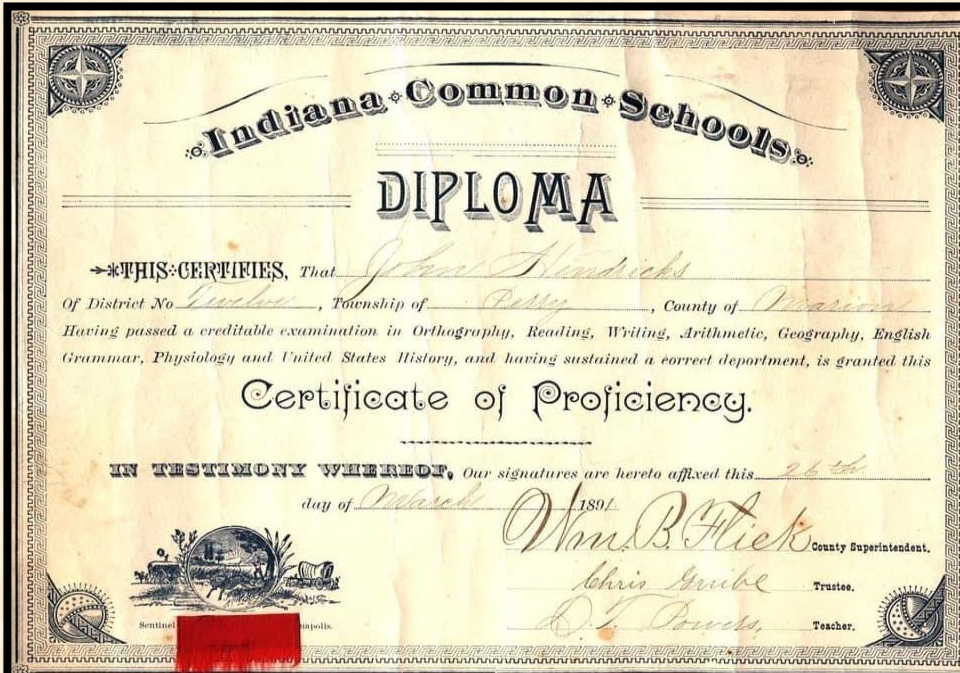 Indiana Common Schools
DIPLOMA
THIS CERTIFIES, That John Hendricks
Of District No Twelve, Township of Perry, County of Marion
Having passed a creditable examination in Orthography, Reading, Writing, Arithmetic, Geography, English
Grammar, Physiology and United States History, and having sustained a correct deportment, is granted this
Certificate of Proficiency.
IN TESTIMONY WHEREOF, Our signatures are hereto affixed this 26th
day of March 1891
Wm. B. Flick County Superintendent.
Chris Grube Trustee.
D. T. Powers. Teacher.
Sentinel